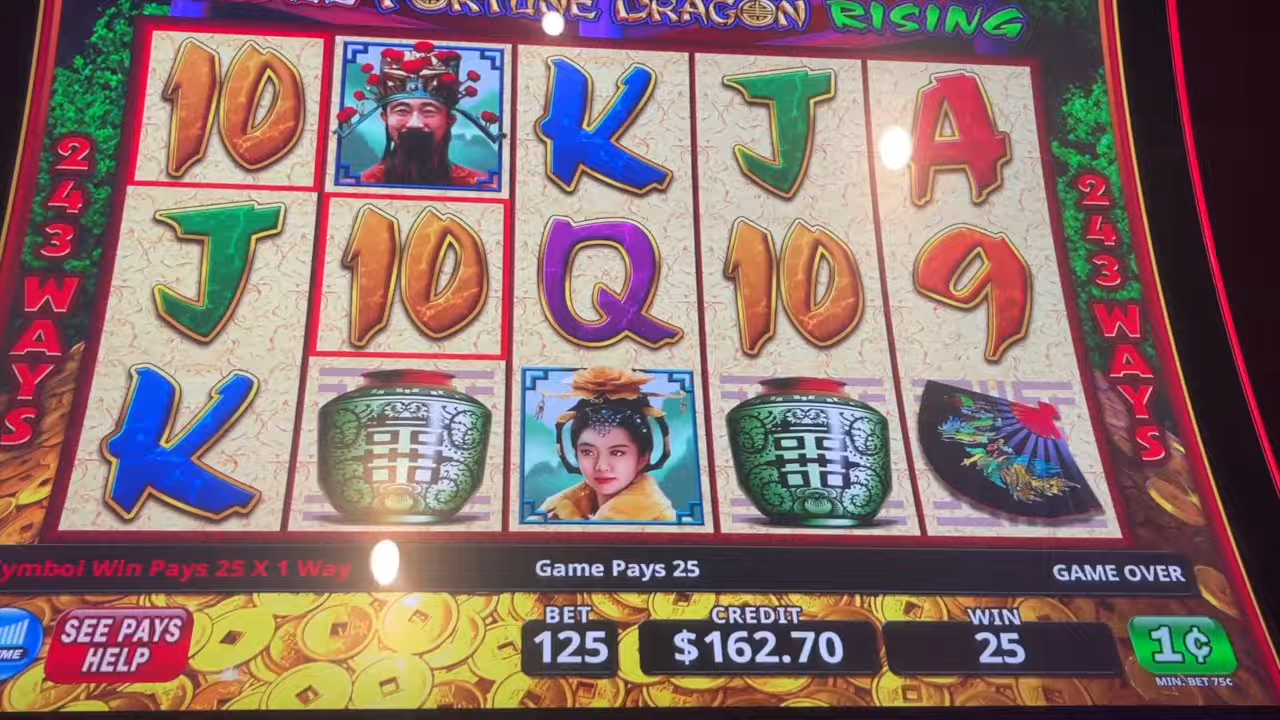 FORTUNE DRAGON RISING
10 K J A
J 10 Q 10 9
K
243 WAYS
243 WAYS
Win Pays 25 X 1 Way
Game Pays 25
GAME OVER
SEE PAYS
HELP
BET
125
CREDIT
$162.70
WIN
25
1¢
MIN. BET 75¢